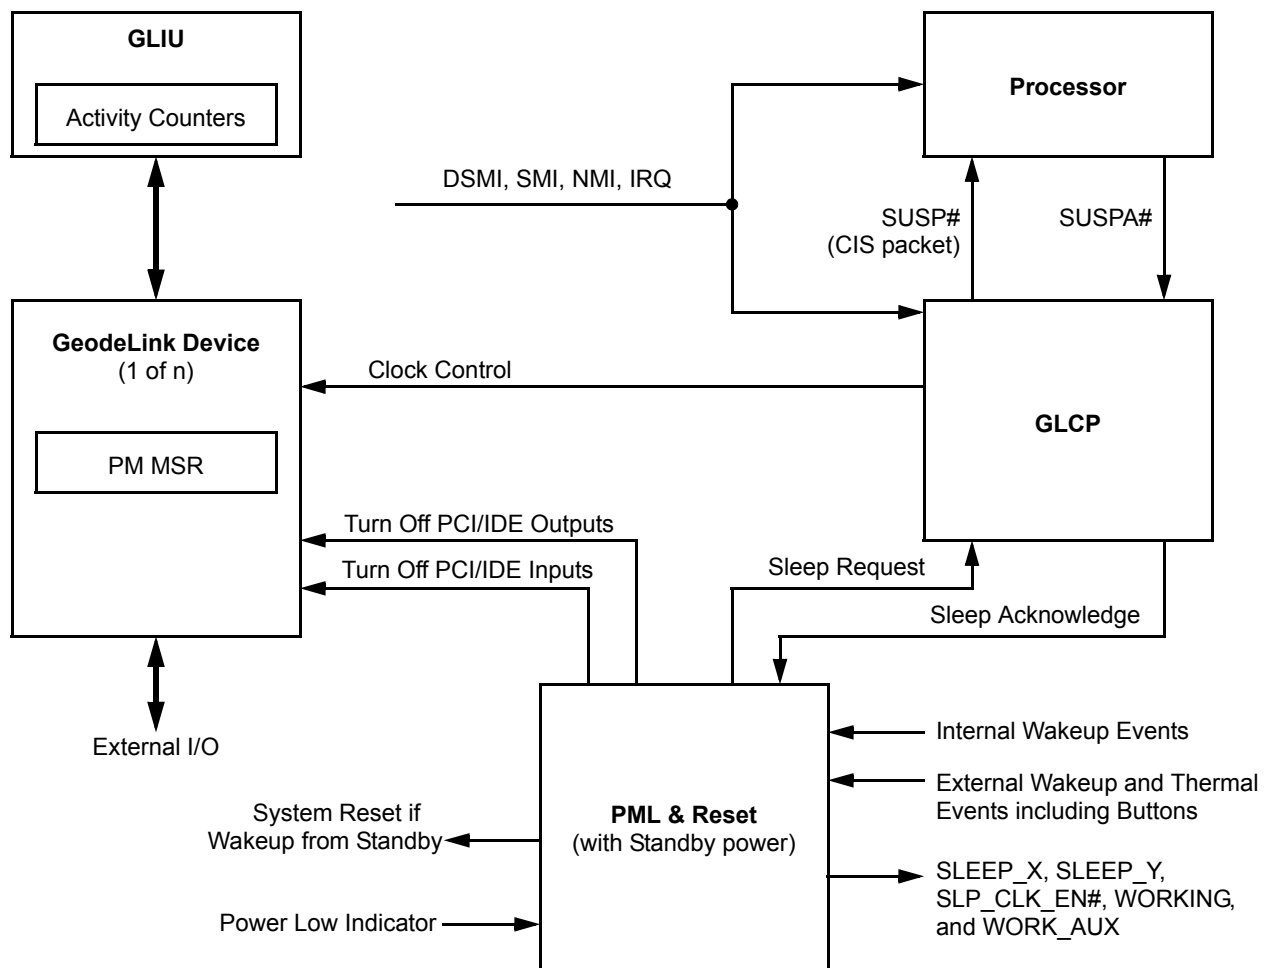 GLIU
Activity Counters
Processor
DSMI, SMI, NMI, IRQ
SUSP#
(CIS packet)
SUSPA#
GeodeLink Device
(1 of n)
PM MSR
Clock Control
GLCP
Turn Off PCI/IDE Outputs
Turn Off PCI/IDE Inputs
Sleep Request
Sleep Acknowledge
External I/O
Internal Wakeup Events
External Wakeup and Thermal
Events including Buttons
System Reset if
Wakeup from Standby
PML & Reset
(with Standby power)
SLEEP_X, SLEEP_Y,
SLP_CLK_EN#, WORKING,
and WORK_AUX
Power Low Indicator